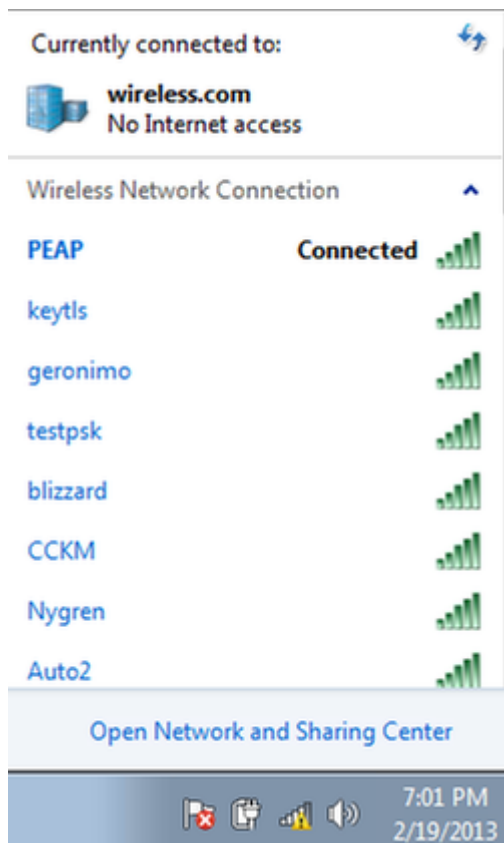 Currently connected to:
wireless.com
No Internet access
Wireless Network Connection
PEAP Connected
keytls
geronimo
testpsk
blizzard
CCKM
Nygren
Auto2
Open Network and Sharing Center
7:01 PM
2/19/2013